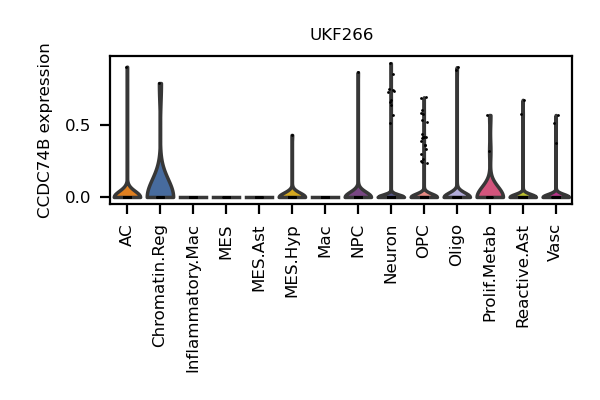 UKF266
CCDC74B expression
0.5
0.0
AC
Chromatin.Reg
Inflammatory.Mac
MES
MES.Ast
MES.Hyp
Mac
NPC
Neuron
OPC
Oligo
Prolif.Metab
Reactive.Ast
Vasc